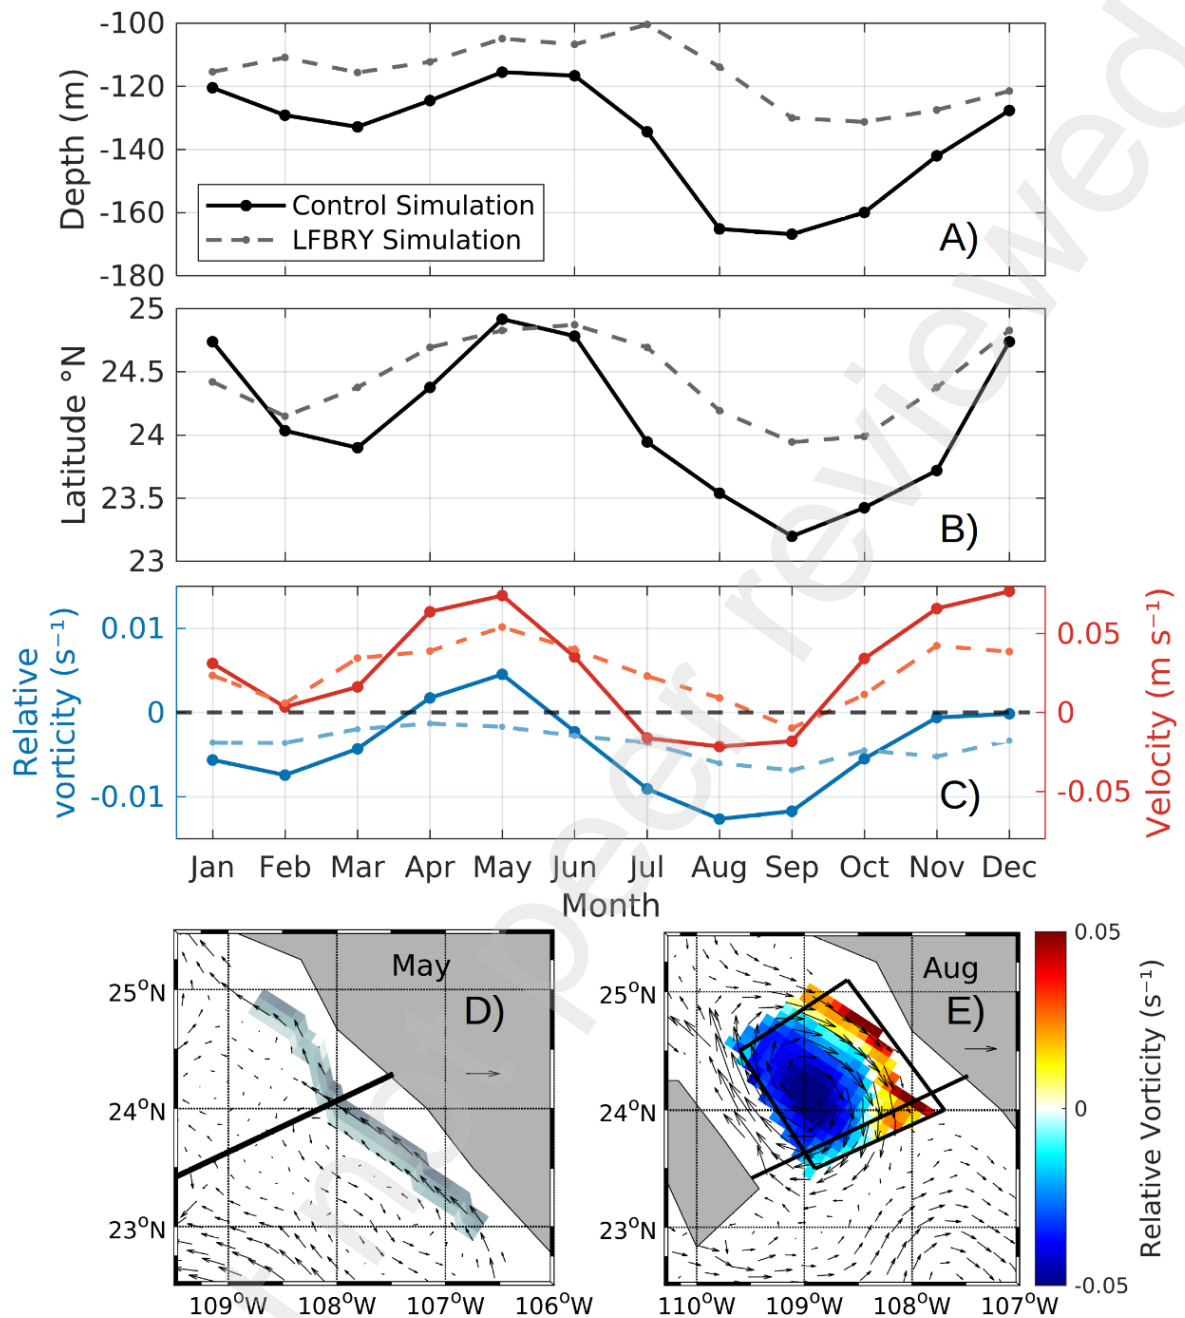 -100
-120
-140
-160
-180
Depth (m)
Control Simulation
LFBRY Simulation
A)
25
24.5
24
23.5
23
Latitude °N
B)
0.01
0
-0.01
Relative
vorticity (s⁻¹)
0.05
0
-0.05
Velocity (m s⁻¹)
C)
Jan Feb Mar Apr May Jun Jul Aug Sep Oct Nov Dec
Month
May
D)
25°N
24°N
23°N
109°W 108°W 107°W 106°W
Aug
E)
25°N
24°N
23°N
110°W 109°W 108°W 107°W
0.05
0
-0.05
Relative Vorticity (s⁻¹)
not peer reviewed